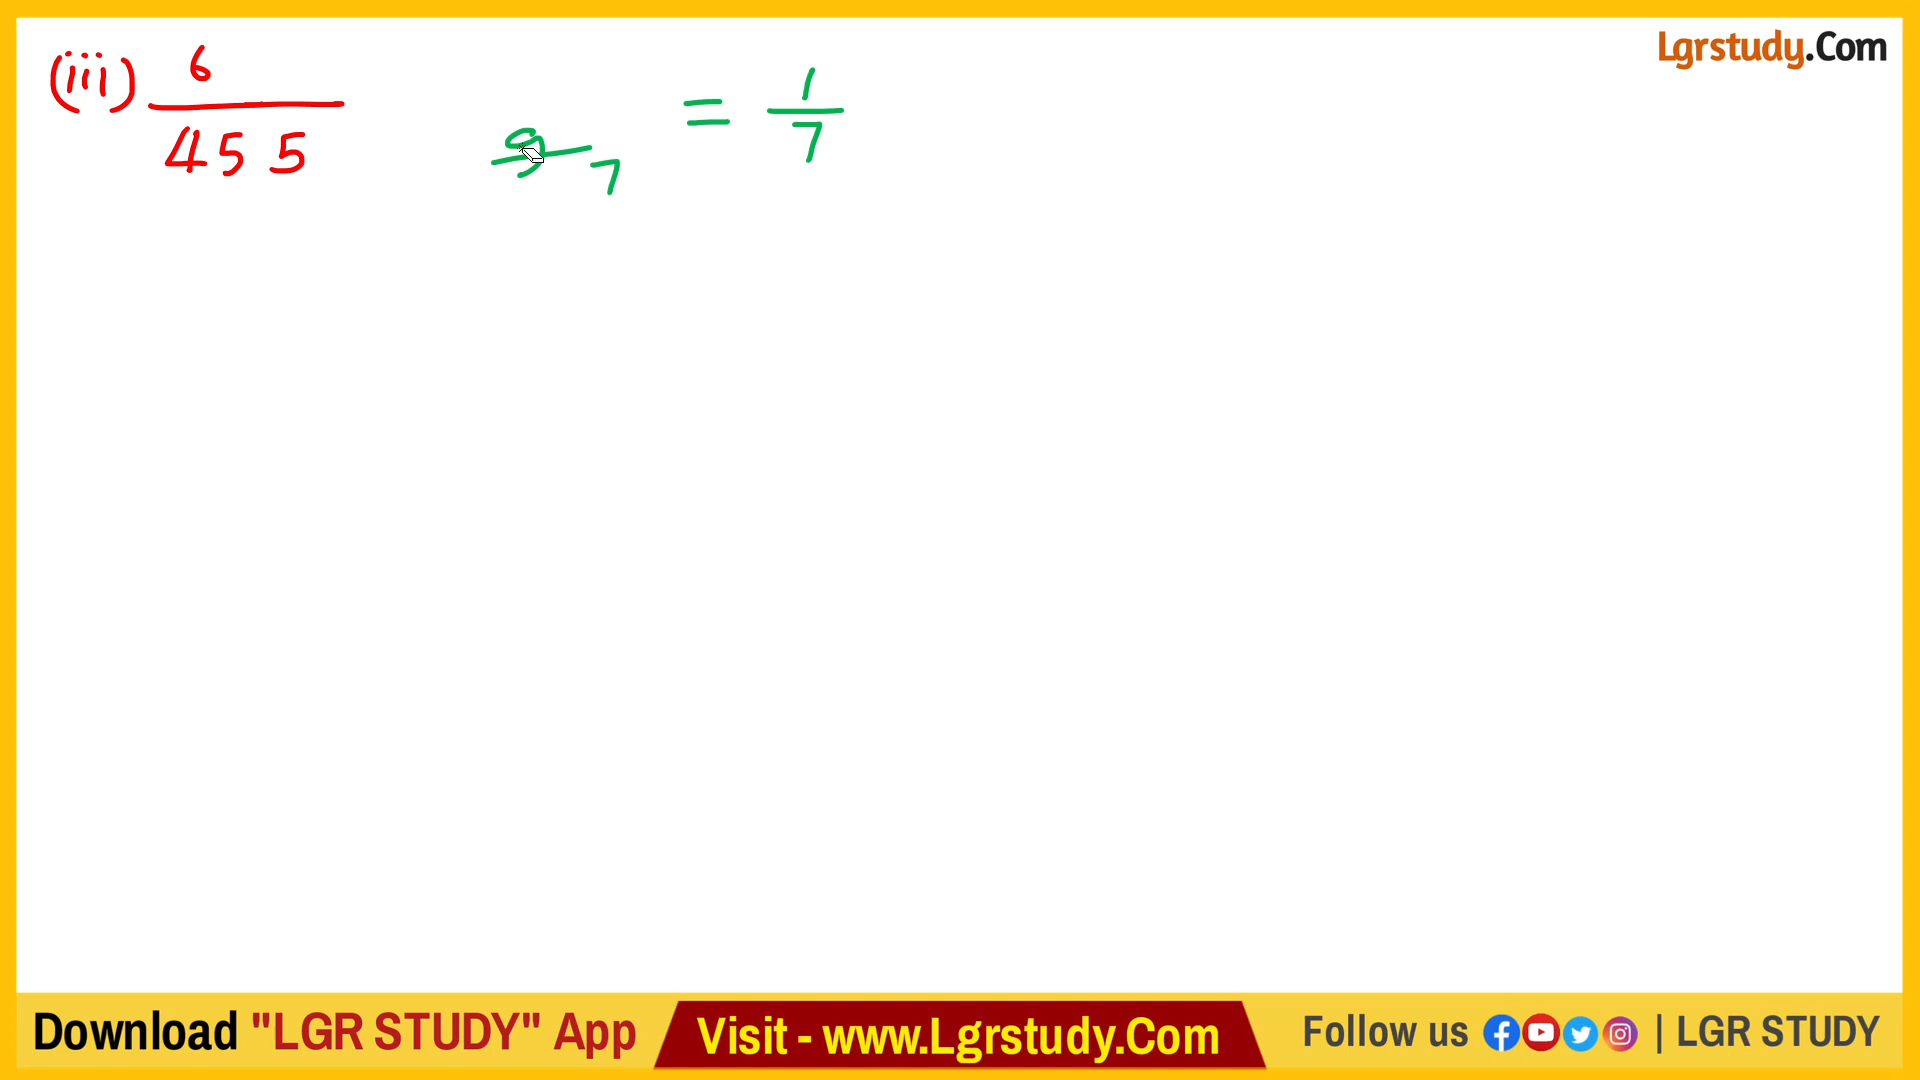 Lgrstudy.Com
(iii) 6 / 455
9 7 = 1/7
Download "LGR STUDY" App
Visit - www.Lgrstudy.Com
Follow us | LGR STUDY